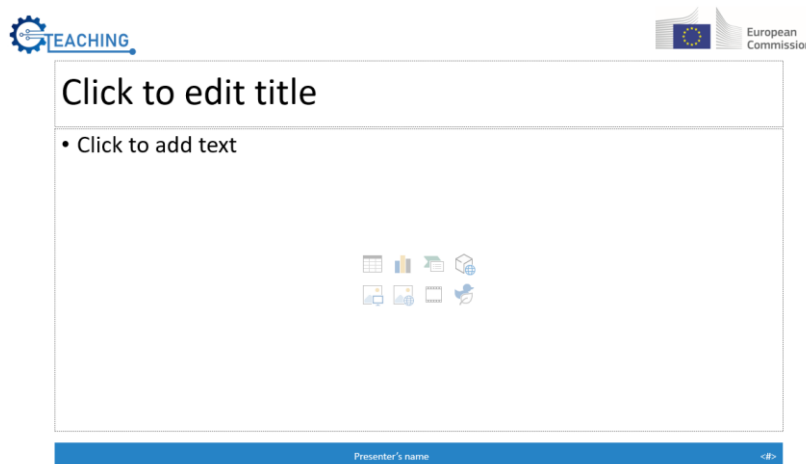 TEACHING
European
Commission
Click to edit title
• Click to add text
Presenter's name
<#>